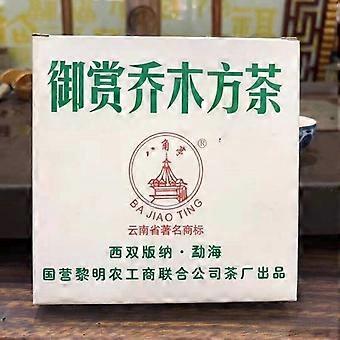 御赏乔木方茶
八角亭
®
BA JIAO TING
云南省著名商标
西双版纳·勐海
国营黎明农工商联合公司茶厂出品